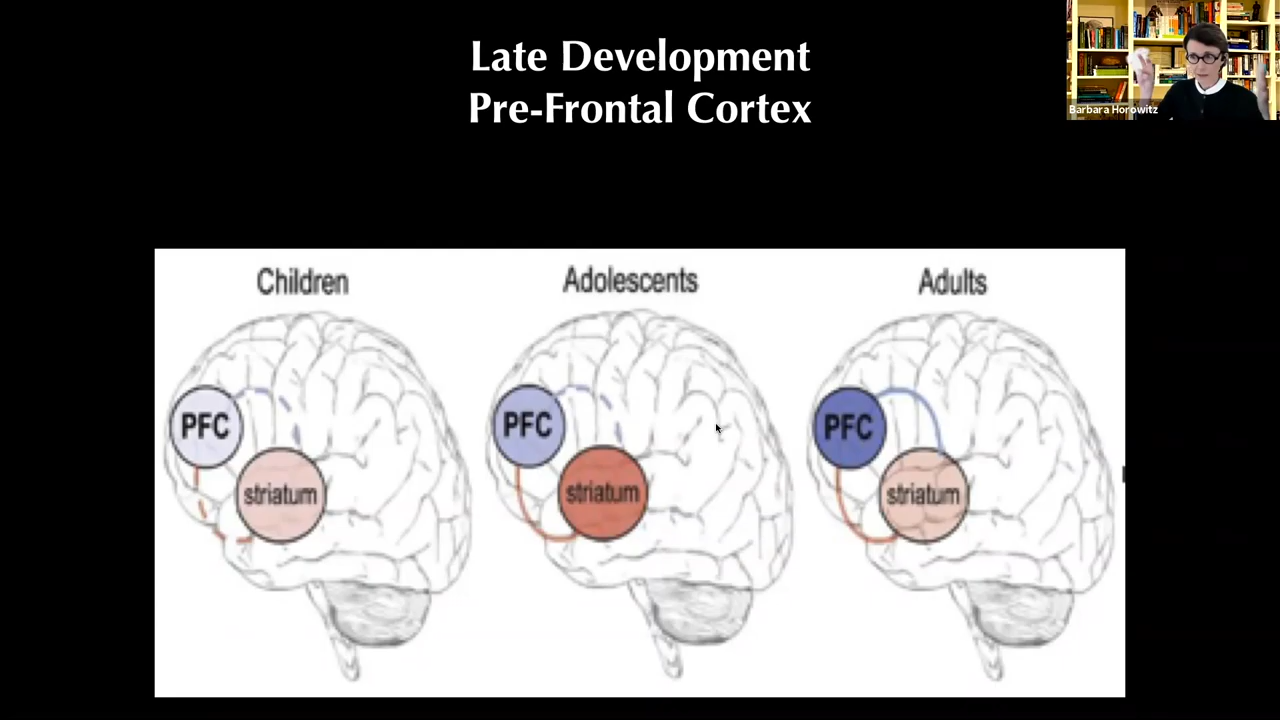 Late Development
Pre-Frontal Cortex
Barbara Horowitz
Children
Adolescents
Adults
PFC
PFC
PFC
striatum
striatum
striatum